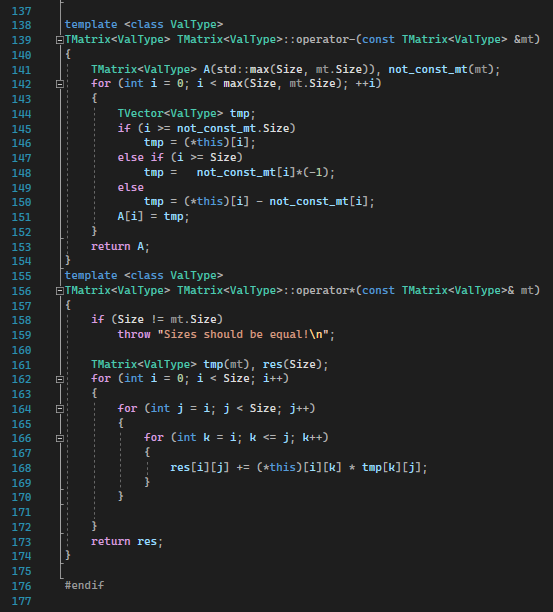 137
138 template <class ValType>
139 TMatrix<ValType> TMatrix<ValType>::operator-(const TMatrix<ValType> &mt)
140 {
141 TMatrix<ValType> A(std::max(Size, mt.Size)), not_const_mt(mt);
142 for (int i = 0; i < max(Size, mt.Size); ++i)
143 {
144 TVector<ValType> tmp;
145 if (i >= not_const_mt.Size)
146 tmp = (*this)[i];
147 else if (i >= Size)
148 tmp = not_const_mt[i]*(-1);
149 else
150 tmp = (*this)[i] - not_const_mt[i];
151 A[i] = tmp;
152 }
153 return A;
154 }
155 template <class ValType>
156 TMatrix<ValType> TMatrix<ValType>::operator*(const TMatrix<ValType>& mt)
157 {
158 if (Size != mt.Size)
159 throw "Sizes should be equal!\n";
160
161 TMatrix<ValType> tmp(mt), res(Size);
162 for (int i = 0; i < Size; i++)
163 {
164 for (int j = i; j < Size; j++)
165 {
166 for (int k = i; k <= j; k++)
167 {
168 res[i][j] += (*this)[i][k] * tmp[k][j];
169 }
170 }
171
172 }
173 return res;
174 }
175
176 #endif
177